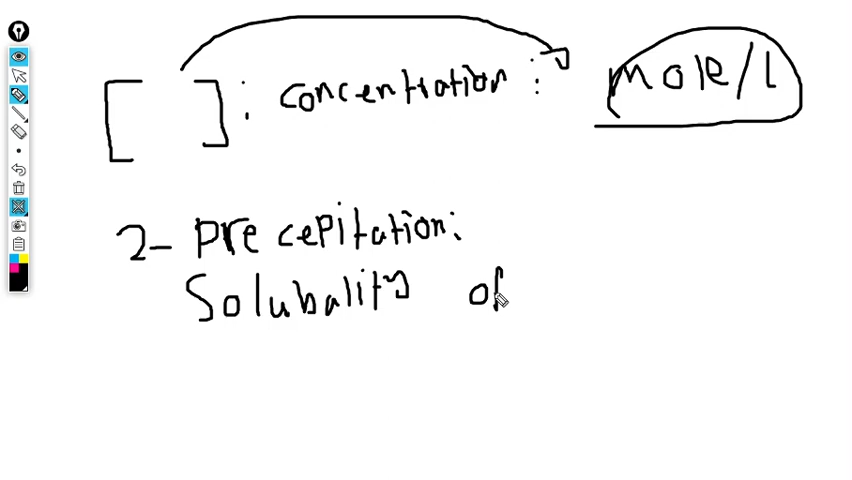 [ ] : concentration : mole/L
2- precepitation:
Solubality of